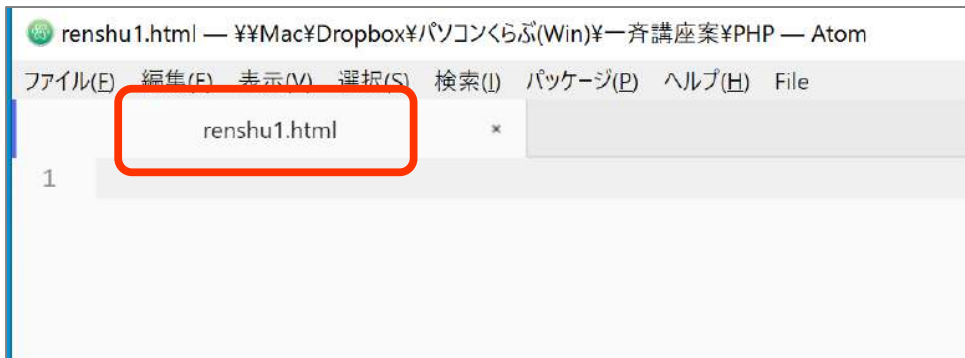 renshu1.html — ¥¥Mac¥Dropbox¥パソコンくらぶ(Win)¥一斉講座案¥PHP — Atom
ファイル(F) 編集(E) 表示(V) 選択(S) 検索(I) パッケージ(P) ヘルプ(H) File
renshu1.html ×
1